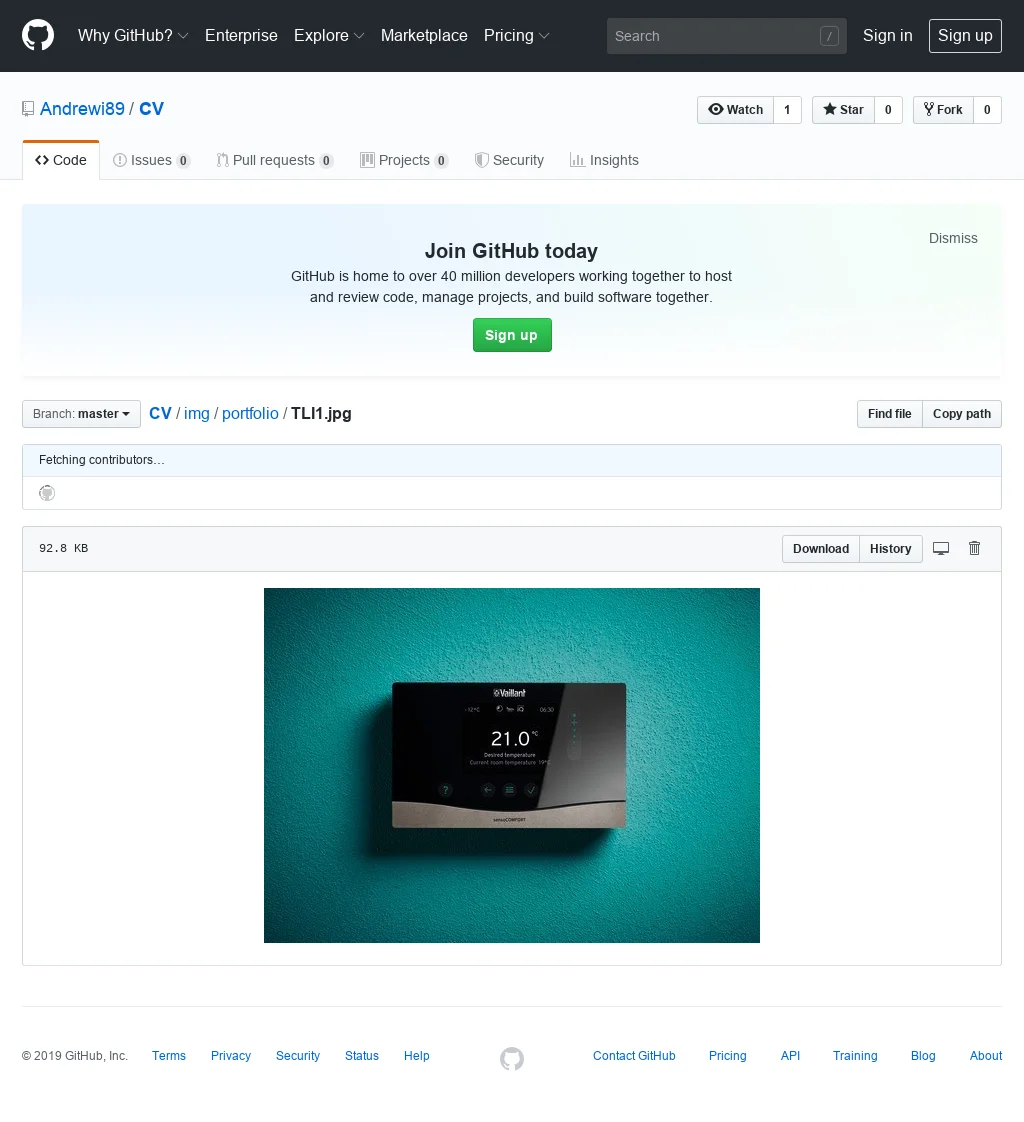 Why GitHub? Enterprise Explore Marketplace Pricing Search / Sign in Sign up
Andrewi89 / CV Watch 1 Star 0 Fork 0
Code Issues 0 Pull requests 0 Projects 0 Security Insights
Dismiss
Join GitHub today
GitHub is home to over 40 million developers working together to host
and review code, manage projects, and build software together.
Sign up
Branch: master CV / img / portfolio / TLI1.jpg Find file Copy path
Fetching contributors…
92.8 KB Download History
Vaillant
-12°C 06:30
21.0 °C
Desired temperature
Current room temperature 19°C
?
sensoCOMFORT
© 2019 GitHub, Inc. Terms Privacy Security Status Help Contact GitHub Pricing API Training Blog About